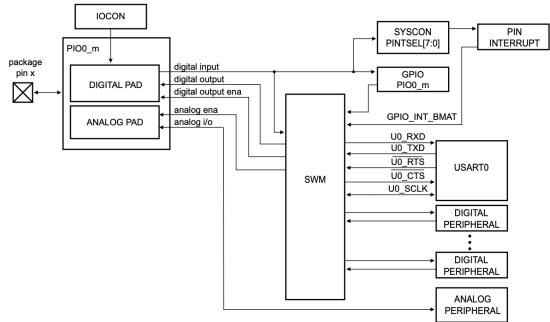 IOCON
PIO0_m
package
pin x
DIGITAL PAD
ANALOG PAD
digital input
digital output
digital output ena
analog ena
analog i/o
SYSCON
PINTSEL[7:0]
PIN
INTERRUPT
GPIO
PIO0_m
GPIO_INT_BMAT
SWM
U0_RXD
U0_TXD
U0_RTS
U0_CTS
U0_SCLK
USART0
DIGITAL
PERIPHERAL
DIGITAL
PERIPHERAL
ANALOG
PERIPHERAL